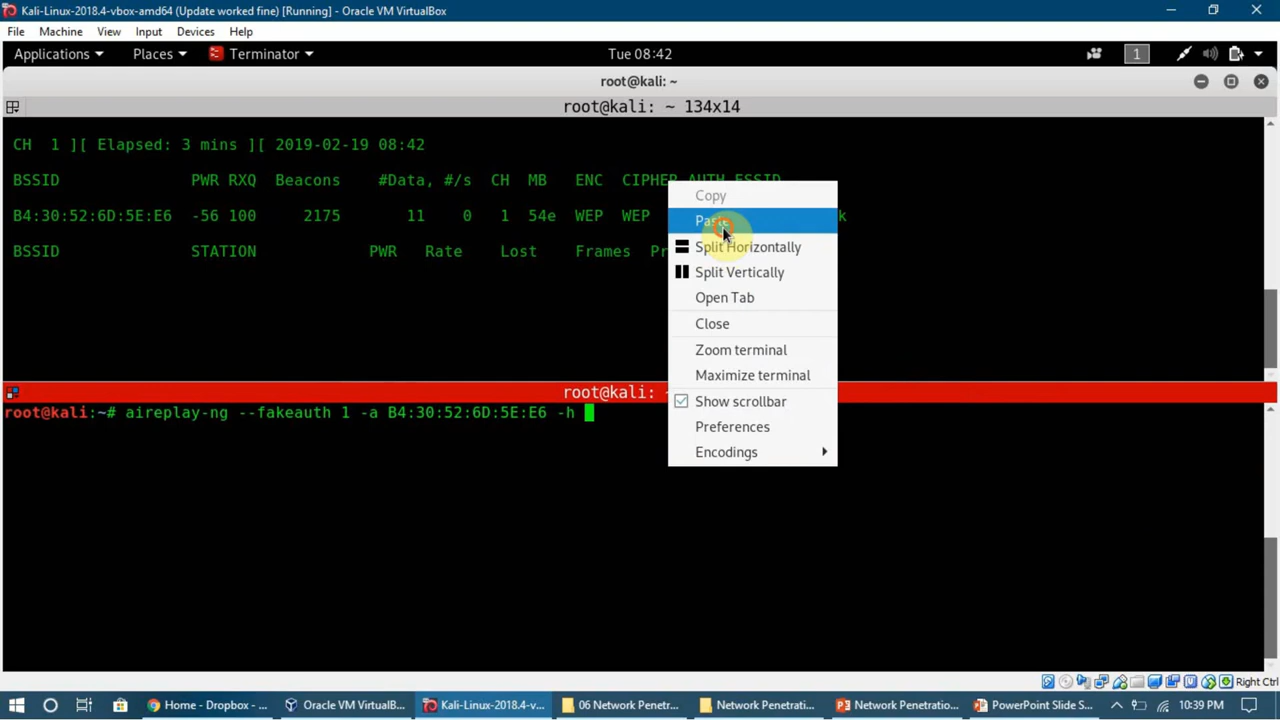 Kali-Linux-2018.4-vbox-amd64 (Update worked fine) [Running] - Oracle VM VirtualBox
File Machine View Input Devices Help
Applications Places Terminator Tue 08:42 1
root@kali: ~
root@kali: ~ 134x14
CH 1 ][ Elapsed: 3 mins ][ 2019-02-19 08:42
BSSID PWR RXQ Beacons #Data, #/s CH MB ENC CIPHER AUTH ESSID
B4:30:52:6D:5E:E6 -56 100 2175 11 0 1 54e WEP WEP k
BSSID STATION PWR Rate Lost Frames Pr
Copy
Paste
Split Horizontally
Split Vertically
Open Tab
Close
Zoom terminal
Maximize terminal
Show scrollbar
Preferences
Encodings
root@kali: ~
root@kali:~# aireplay-ng --fakeauth 1 -a B4:30:52:6D:5E:E6 -h
Right Ctrl
Home - Dropbox - ... Oracle VM VirtualB... Kali-Linux-2018.4-v... 06 Network Penetr... Network Penetrati... Network Penetratio... PowerPoint Slide S... 10:39 PM